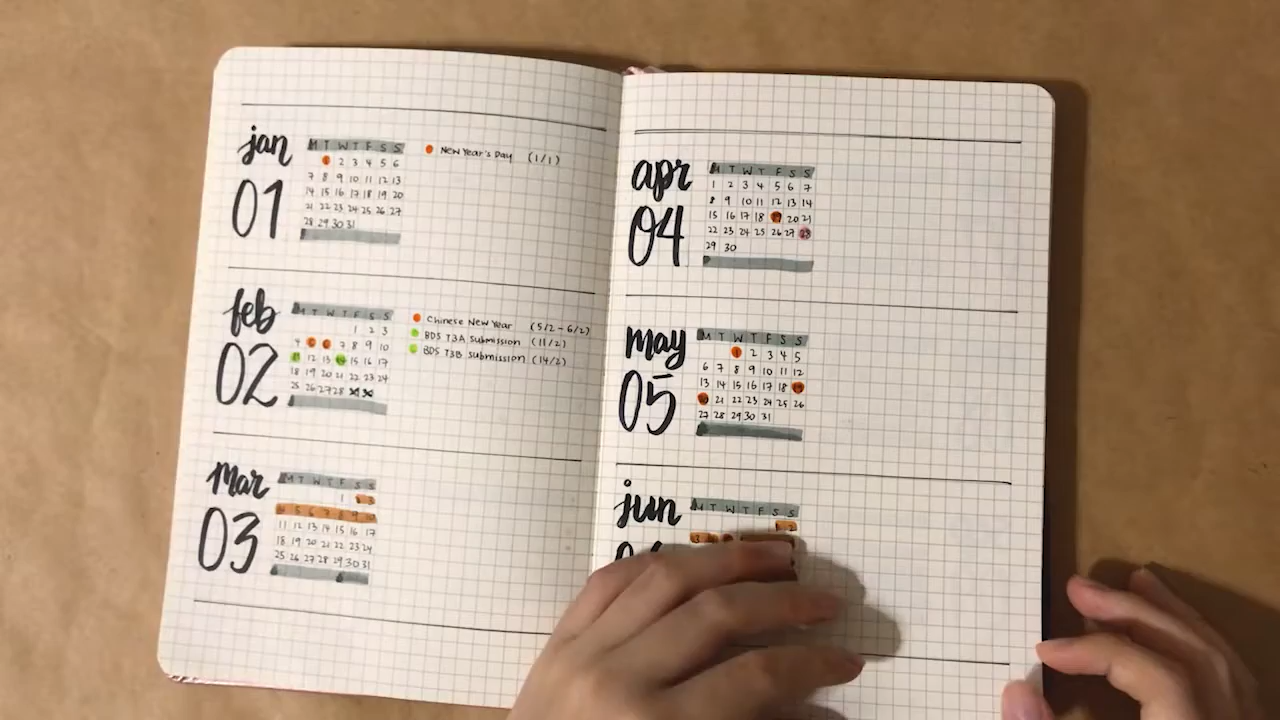 jan
01
M T W T F S S
1 2 3 4 5 6
7 8 9 10 11 12 13
14 15 16 17 18 19 20
21 22 23 24 25 26 27
28 29 30 31
New Year's Day (1/1)
feb
02
M T W T F S S
1 2 3
4 5 6 7 8 9 10
11 12 13 14 15 16 17
18 19 20 21 22 23 24
25 26 27 28
Chinese New Year (5/2 - 6/2)
BDS T3A Submission (11/2)
BDS T3B Submission (14/2)
Mar
03
M T W T F S S
1 2 3
4 5 6 7 8 9 10
11 12 13 14 15 16 17
18 19 20 21 22 23 24
25 26 27 28 29 30 31
apr
04
M T W T F S S
1 2 3 4 5 6 7
8 9 10 11 12 13 14
15 16 17 18 19 20 21
22 23 24 25 26 27 28
29 30
may
05
M T W T F S S
1 2 3 4 5
6 7 8 9 10 11 12
13 14 15 16 17 18 19
20 21 22 23 24 25 26
27 28 29 30 31
jun
M T W T F S S